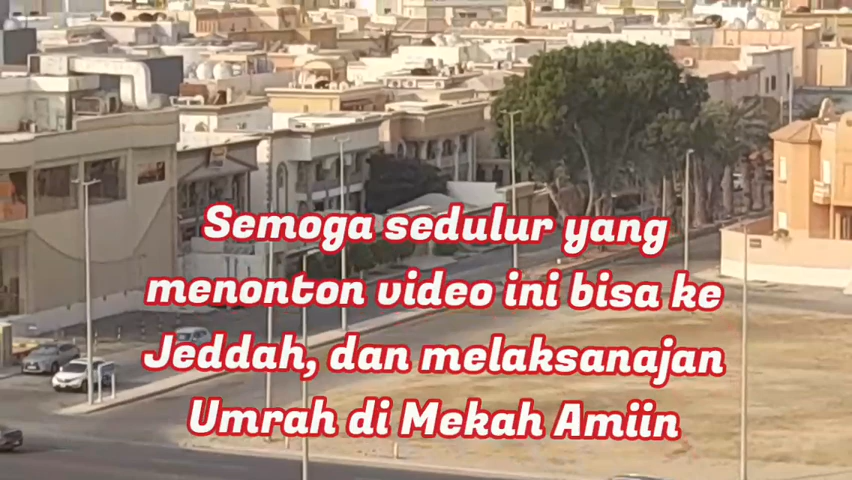 Semoga sedulur yang
menonton video ini bisa ke
Jeddah, dan melaksanajan
Umrah di Mekah Amiin